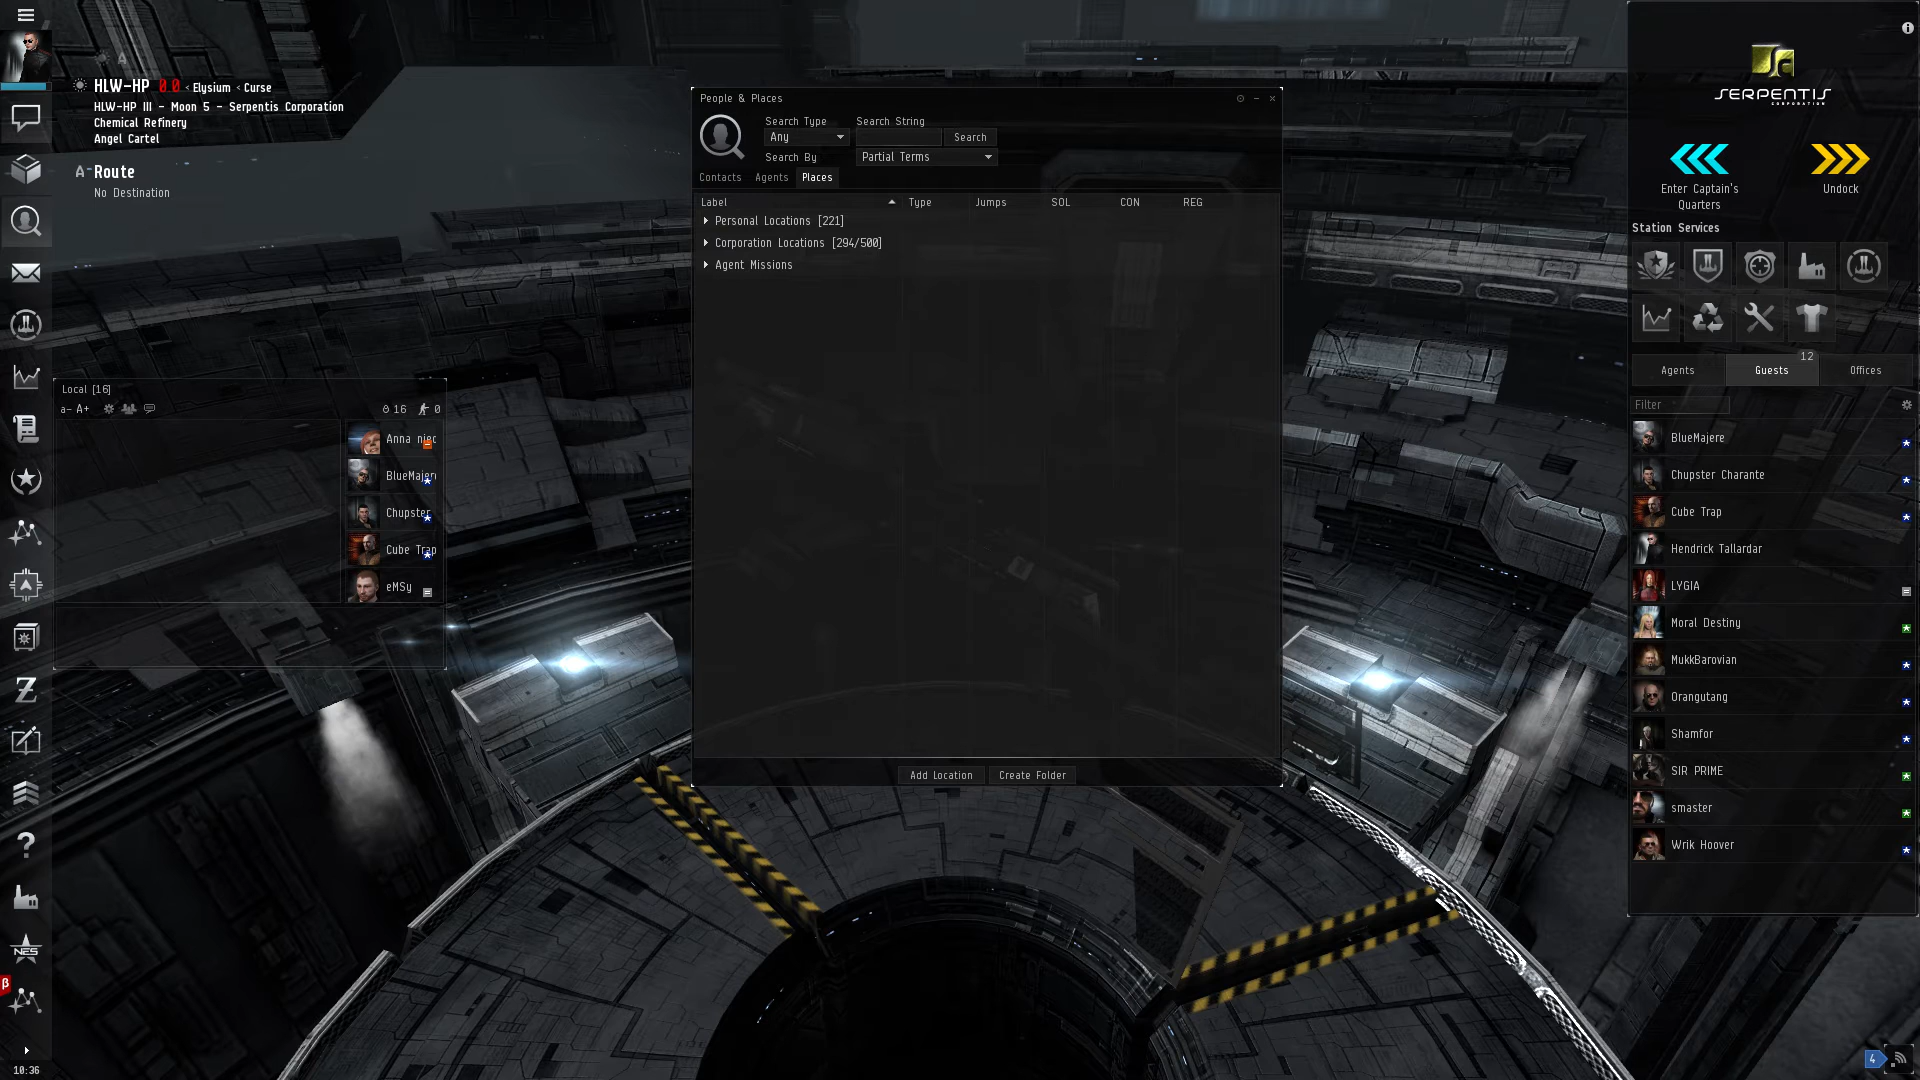 HLW-HP 0.0 < Elysium < Curse
HLW-HP III - Moon 5 - Serpentis Corporation
Chemical Refinery
Angel Cartel
Route
No Destination
Local [16]
a- A+
16
0
Anna niec
BlueMajere
Chupster
Cube Trap
eMSy
People & Places
Search Type
Search String
Any
Search
Search By
Partial Terms
Contacts
Agents
Places
Label
Type
Jumps
SOL
CON
REG
Personal Locations [221]
Corporation Locations [294/500]
Agent Missions
Add Location
Create Folder
SERPENTIS
CORPORATION
Enter Captain's
Quarters
Undock
Station Services
Agents
Guests
12
Offices
Filter
BlueMajere
Chupster Charante
Cube Trap
Hendrick Tallardar
LYGIA
Moral Destiny
MukkBarovian
Orangutang
Shamfor
SIR PRIME
smaster
Wrik Hoover
NES
β
10:36
4